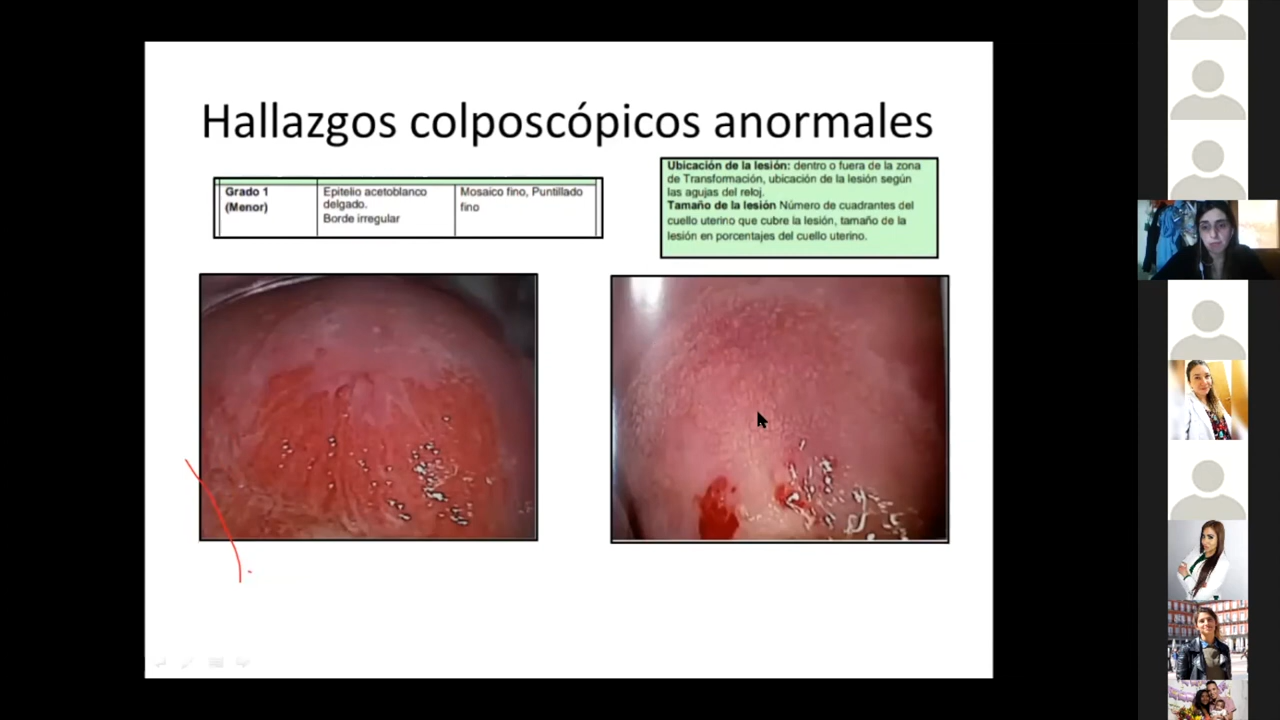 Hallazgos colposcópicos anormales
Grado 1
(Menor)
Epitelio acetoblanco
delgado.
Borde irregular
Mosaico fino, Puntillado
fino
Ubicación de la lesión: dentro o fuera de la zona
de Transformación, ubicación de la lesión según
las agujas del reloj.
Tamaño de la lesión Número de cuadrantes del
cuello uterino que cubre la lesión, tamaño de la
lesión en porcentajes del cuello uterino.